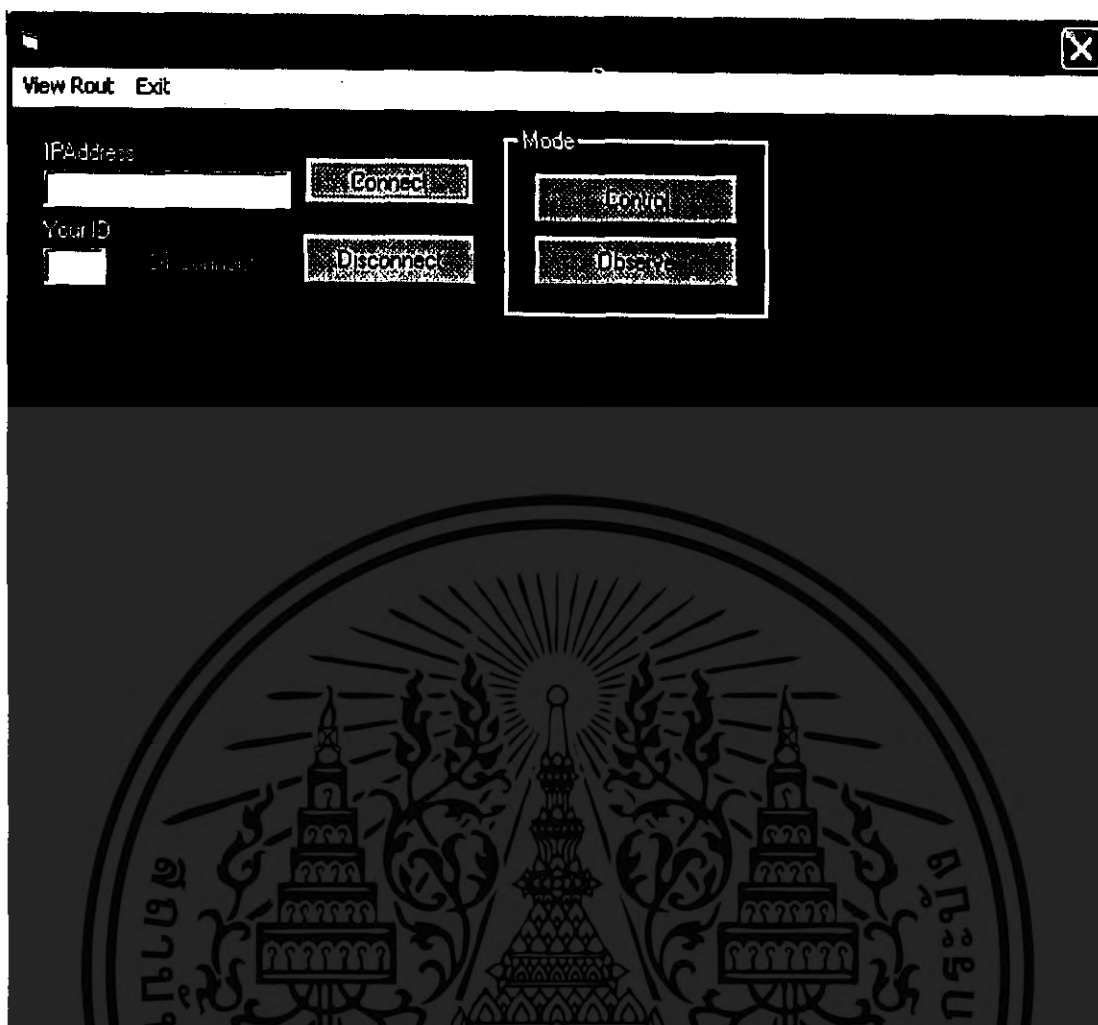 View Rout Exit
IPAddress
Mode
Connect
Control
Your ID
Disconnect
Observe